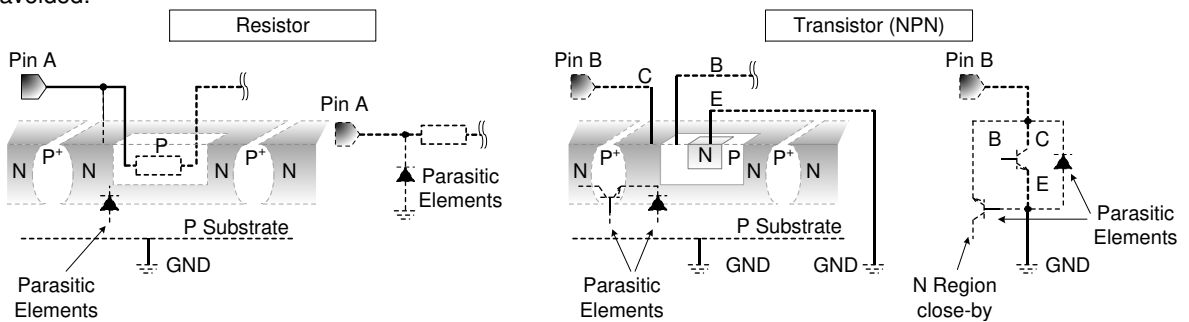 avoided.
Resistor
Transistor (NPN)
Pin A
Pin A
Pin B
C
B
E
Pin B
N P+ N P N P+ N
N P+ N N P N P+ N
B C
E
Parasitic
Elements
P Substrate
P Substrate
GND
GND
GND
GND
Parasitic
Elements
Parasitic
Elements
Parasitic
Elements
N Region
close-by